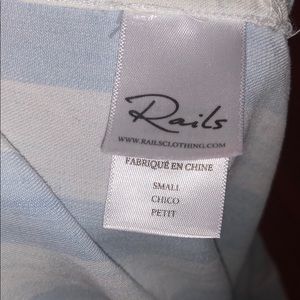 Rails
WWW.RAILSCLOTHING.COM
FABRIQUÉ EN CHINE
SMALL
CHICO
PETIT